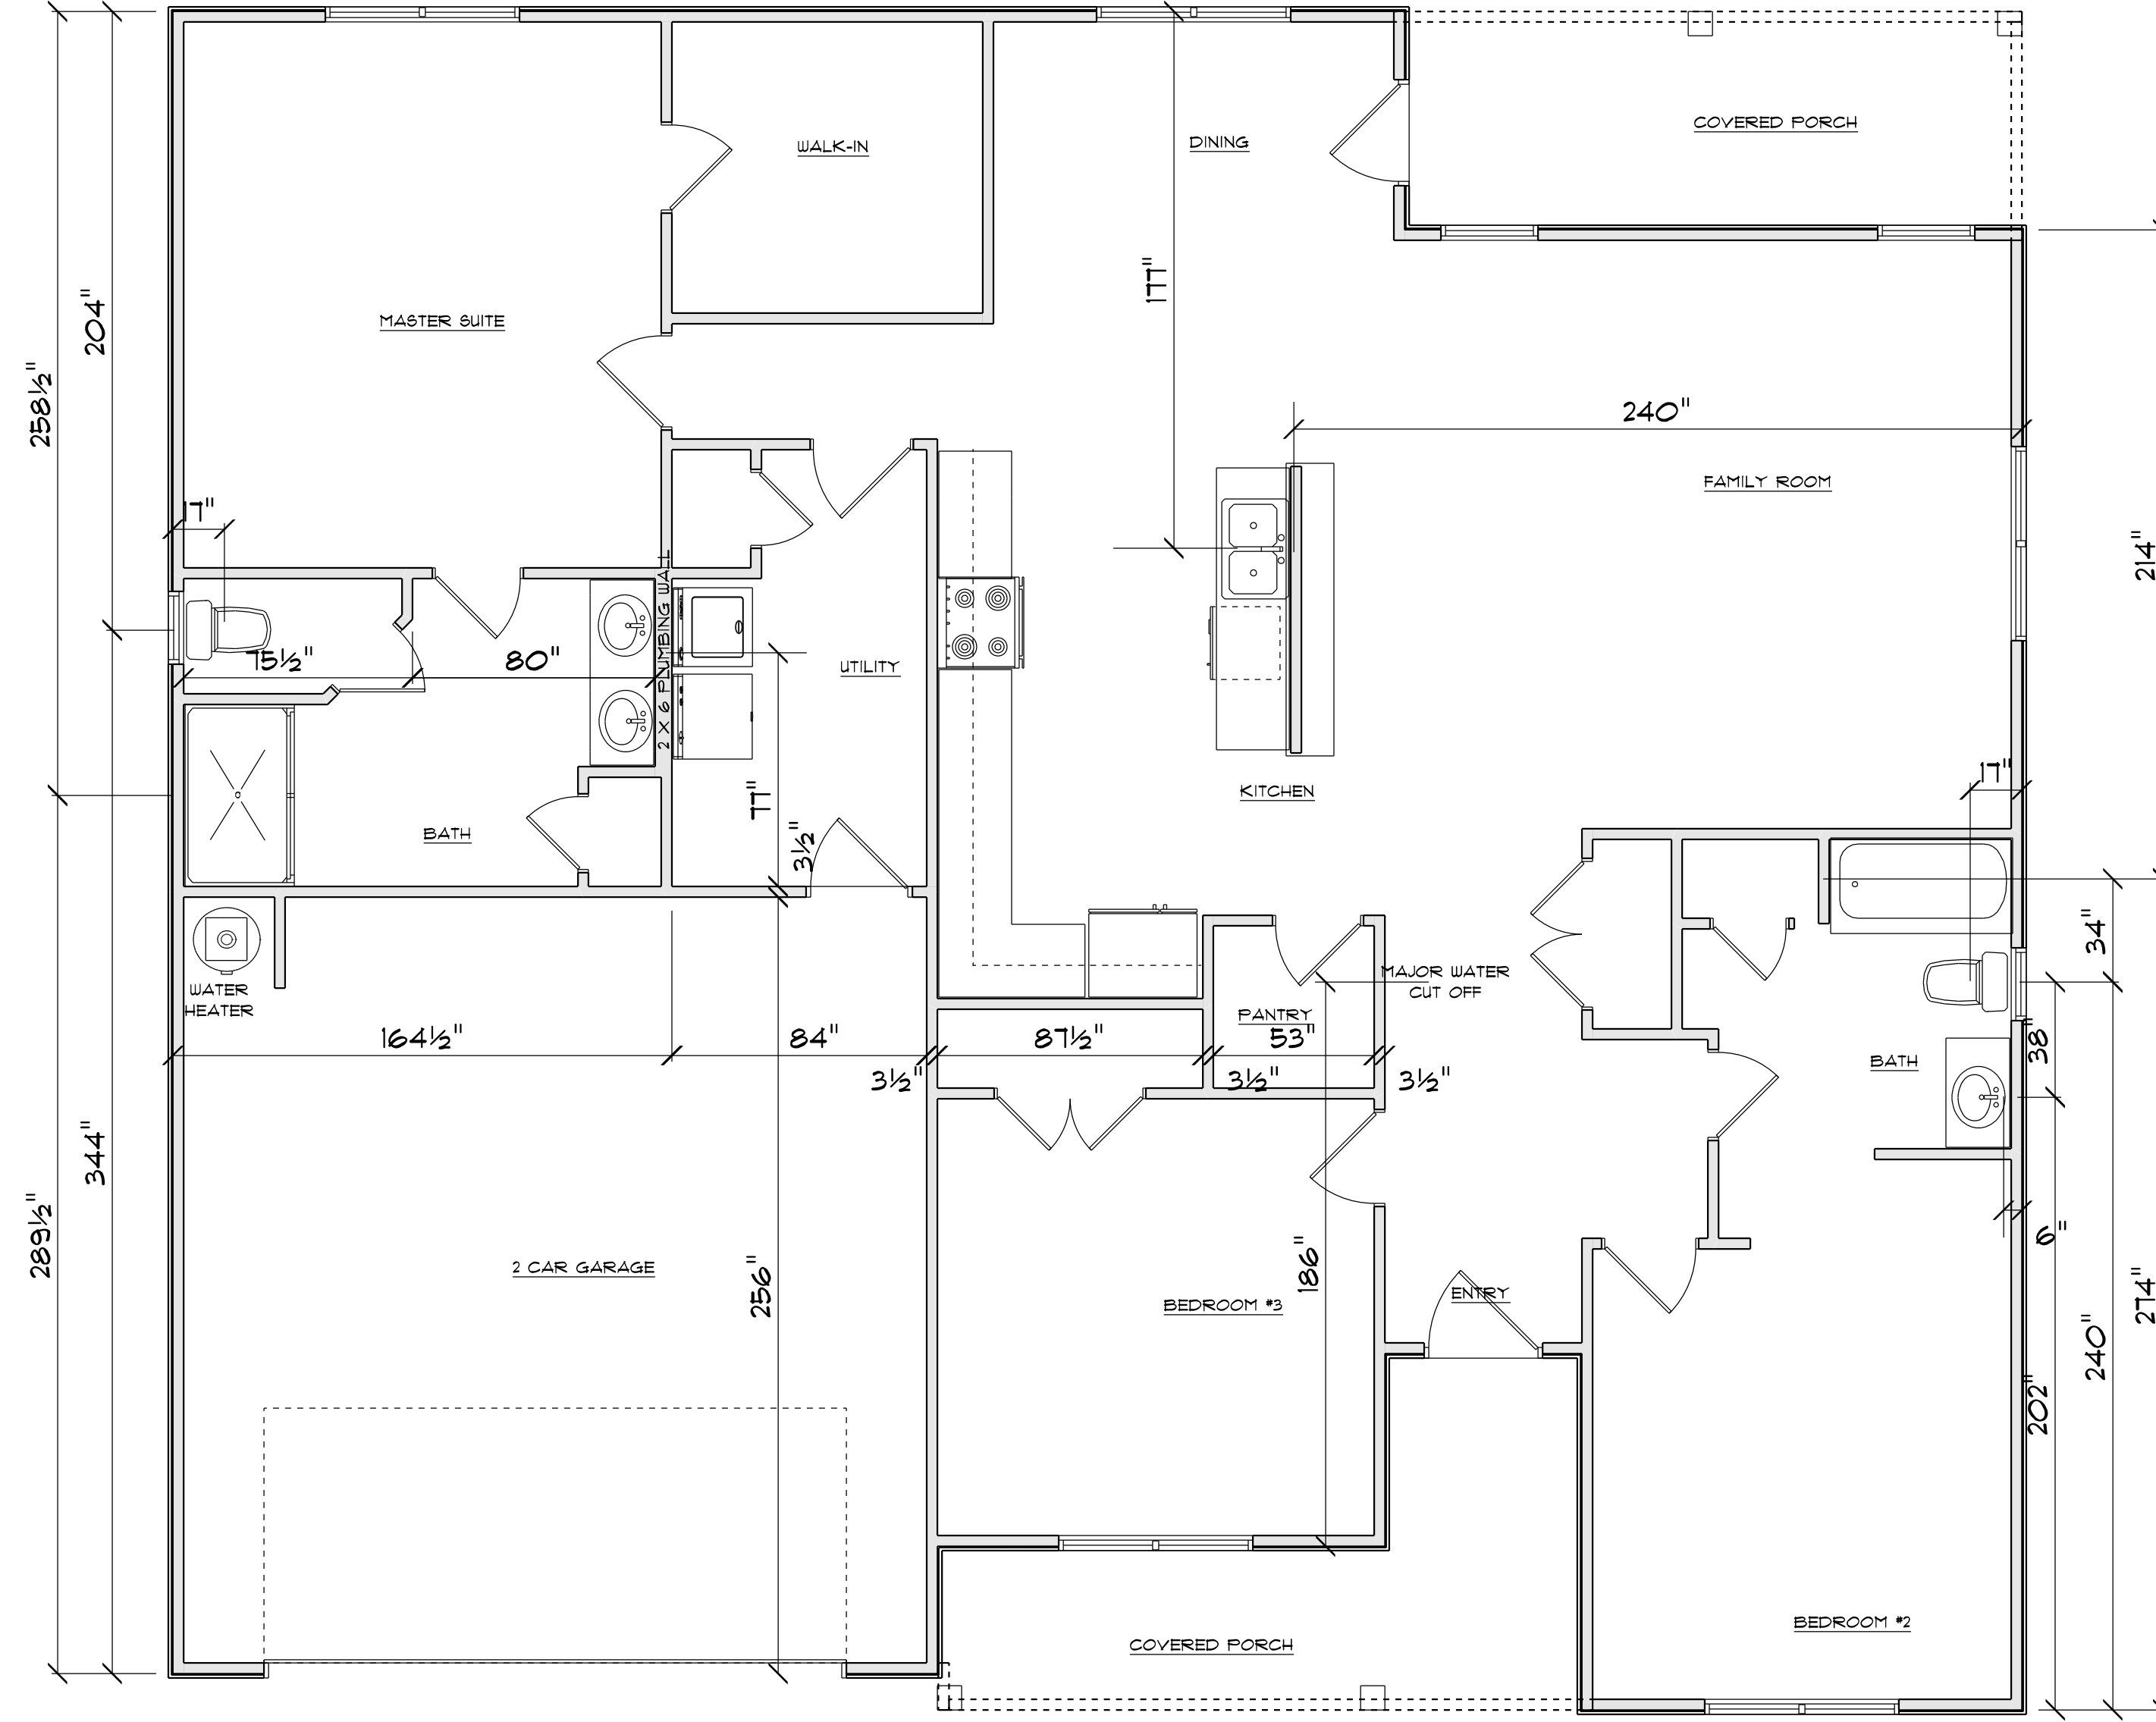 COVERED PORCH
DINING
WALK-IN
MASTER SUITE
204"
177"
258½"
240"
FAMILY ROOM
17"
214"
75½"
80"
2 X 6 PLUMBING WALL
UTILITY
77"
3½"
KITCHEN
17"
BATH
34"
WATER
HEATER
MAJOR WATER
CUT OFF
PANTRY
164½"
84"
87½"
53"
38"
BATH
3½"
3½"
3½"
344"
289½"
2 CAR GARAGE
256"
186"
BEDROOM #3
ENTRY
6"
274"
240"
202"
BEDROOM #2
COVERED PORCH